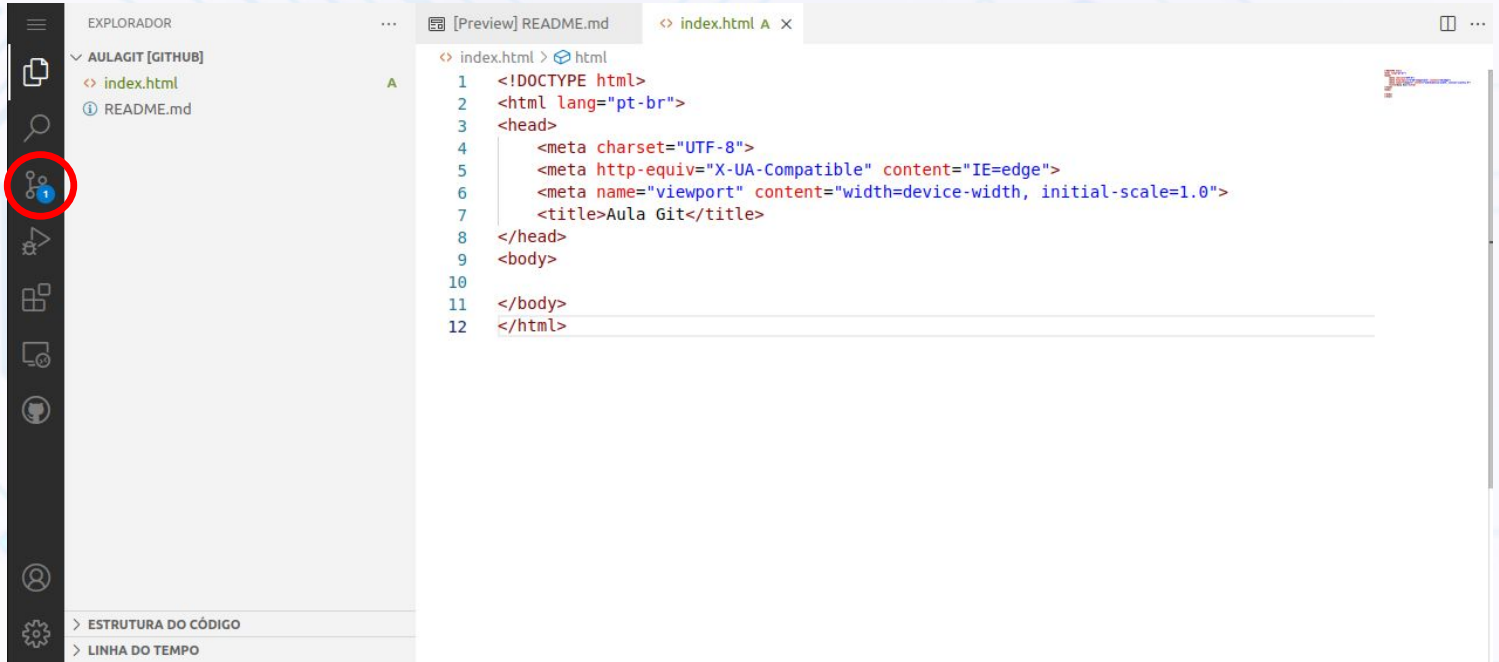 EXPLORADOR
AULAGIT [GITHUB]
index.html A
README.md
ESTRUTURA DO CÓDIGO
LINHA DO TEMPO
1
[Preview] README.md
index.html A
index.html > html
1 <!DOCTYPE html>
2 <html lang="pt-br">
3 <head>
4 <meta charset="UTF-8">
5 <meta http-equiv="X-UA-Compatible" content="IE=edge">
6 <meta name="viewport" content="width=device-width, initial-scale=1.0">
7 <title>Aula Git</title>
8 </head>
9 <body>
10
11 </body>
12 </html>